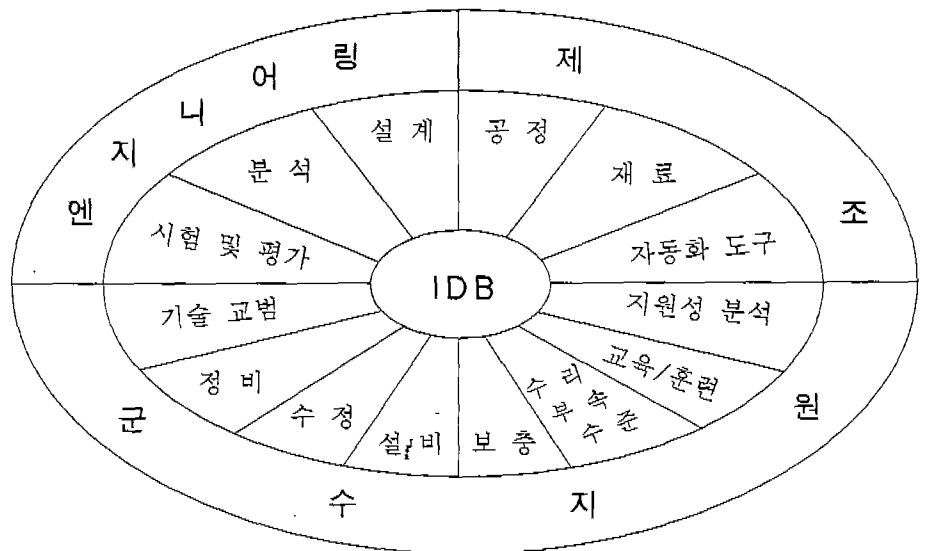 엔지니어링
제조
군수지원
설계
공정
분석
재료
시험 및 평가
자동화 도구
IDB
기술 교범
지원성 분석
정비
교육/훈련
수정
수리
부속
수준
설비
보충